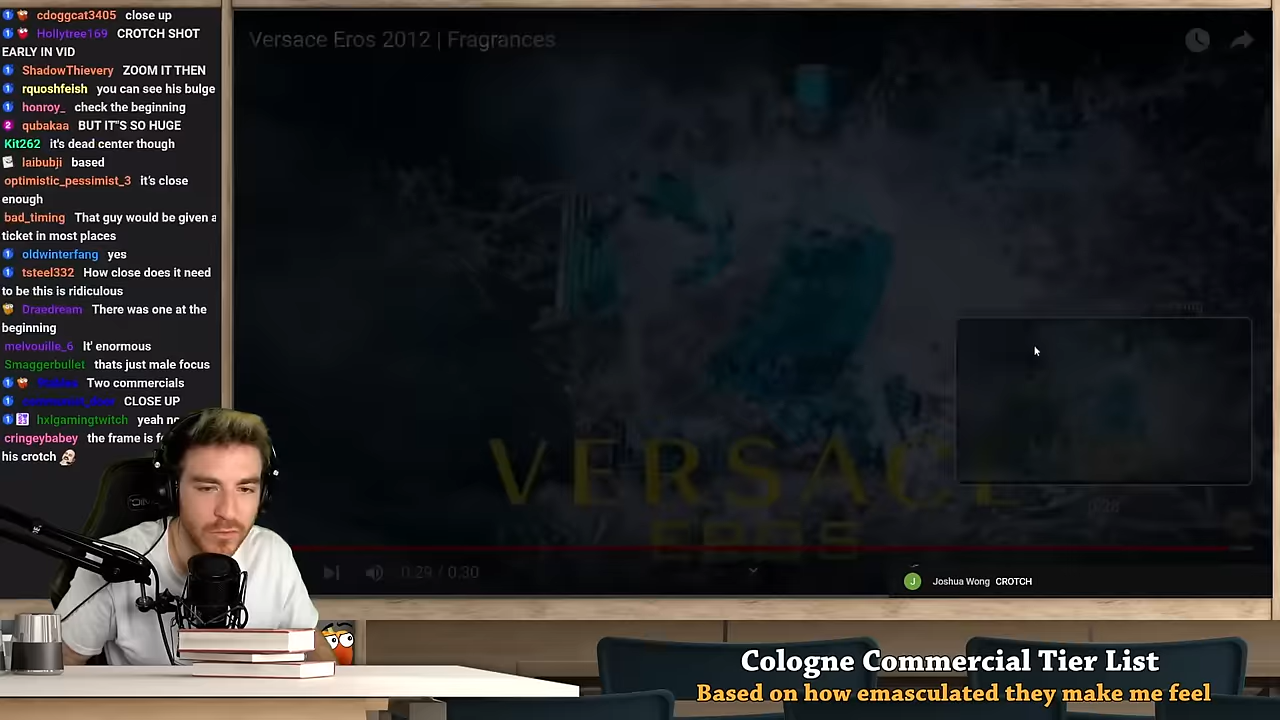 cdoggcat3405 close up
Hollytree169 CROTCH SHOT
EARLY IN VID
ShadowThievery ZOOM IT THEN
rquoshfeish you can see his bulge
honroy_ check the beginning
qubakaa BUT IT"S SO HUGE
Kit262 it's dead center though
laibubji based
optimistic_pessimist_3 it's close
enough
bad_timing That guy would be given a
ticket in most places
oldwinterfang yes
tsteel332 How close does it need
to be this is ridiculous
Draedream There was one at the
beginning
melvouille_6 It' enormous
Smaggerbullet thats just male focus
Two commercials
CLOSE UP
hxlgamingtwitch yeah no
cringeybabey the frame is
his crotch
Versace Eros 2012 | Fragrances
VERSACE
EROS
0:29 / 0:30
J Joshua Wong CROTCH
Cologne Commercial Tier List
Based on how emasculated they make me feel